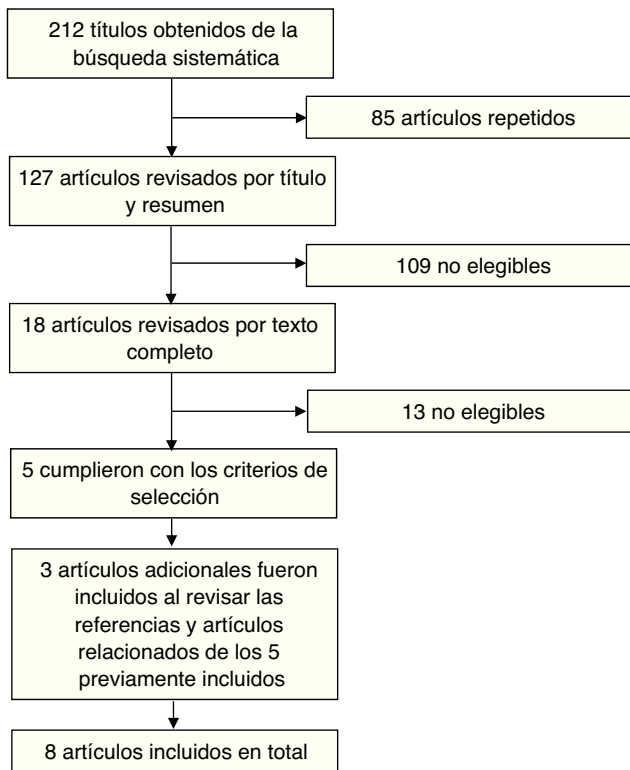 212 títulos obtenidos de la
búsqueda sistemática
85 artículos repetidos
127 artículos revisados por título
y resumen
109 no elegibles
18 artículos revisados por texto
completo
13 no elegibles
5 cumplieron con los criterios de
selección
3 artículos adicionales fueron
incluidos al revisar las
referencias y artículos
relacionados de los 5
previamente incluidos
8 artículos incluidos en total